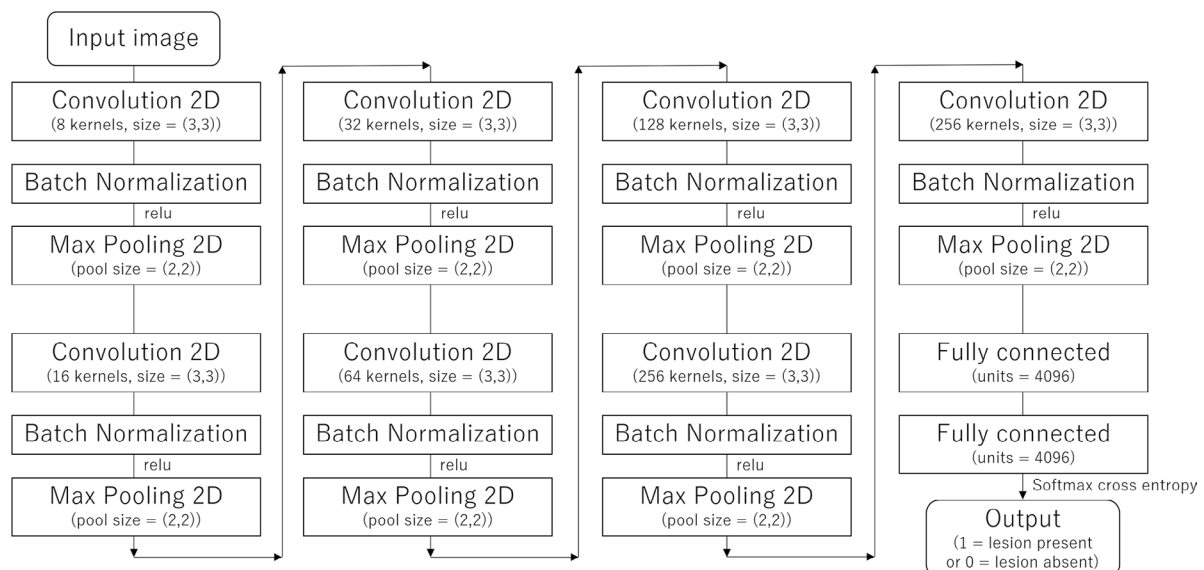 Input image
Convolution 2D
(8 kernels, size = (3,3))
Batch Normalization
relu
Max Pooling 2D
(pool size = (2,2))
Convolution 2D
(16 kernels, size = (3,3))
Batch Normalization
relu
Max Pooling 2D
(pool size = (2,2))
Convolution 2D
(32 kernels, size = (3,3))
Batch Normalization
relu
Max Pooling 2D
(pool size = (2,2))
Convolution 2D
(64 kernels, size = (3,3))
Batch Normalization
relu
Max Pooling 2D
(pool size = (2,2))
Convolution 2D
(128 kernels, size = (3,3))
Batch Normalization
relu
Max Pooling 2D
(pool size = (2,2))
Convolution 2D
(256 kernels, size = (3,3))
Batch Normalization
relu
Max Pooling 2D
(pool size = (2,2))
Convolution 2D
(256 kernels, size = (3,3))
Batch Normalization
relu
Max Pooling 2D
(pool size = (2,2))
Fully connected
(units = 4096)
Fully connected
(units = 4096)
Softmax cross entropy
Output
(1 = lesion present
or 0 = lesion absent)